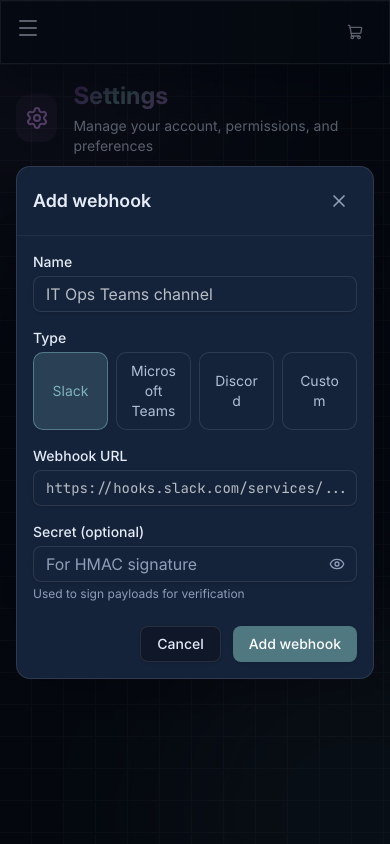 Settings
Manage your account, permissions, and
preferences
Add webhook
Name
IT Ops Teams channel
Type
Slack
Micros
oft
Teams
Discor
d
Custo
m
Webhook URL
https://hooks.slack.com/services/...
Secret (optional)
For HMAC signature
Used to sign payloads for verification
Cancel
Add webhook